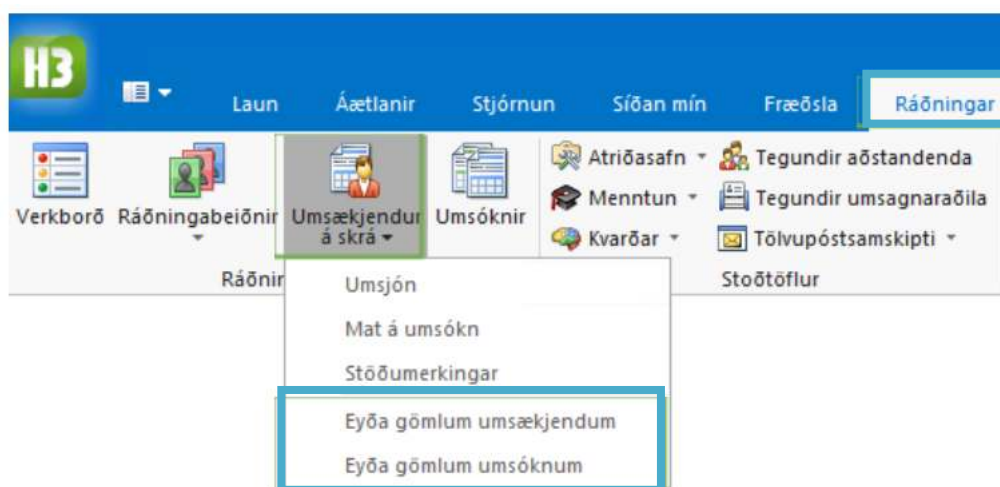 H3
Laun Áætlanir Stjórnun Síðan mín Fræðsla Ráðningar
Verkborð
Ráðningabeiðnir
Umsækjendur
á skrá
Umsóknir
Atriðasafn
Menntun
Kvarðar
Tegundir aðstandenda
Tegundir umsagnaraðila
Tölvupóstsamskipti
Ráðnin
Stoðtöflur
Umsjón
Mat á umsókn
Stöðumerkingar
Eyða gömlum umsækjendum
Eyða gömlum umsóknum